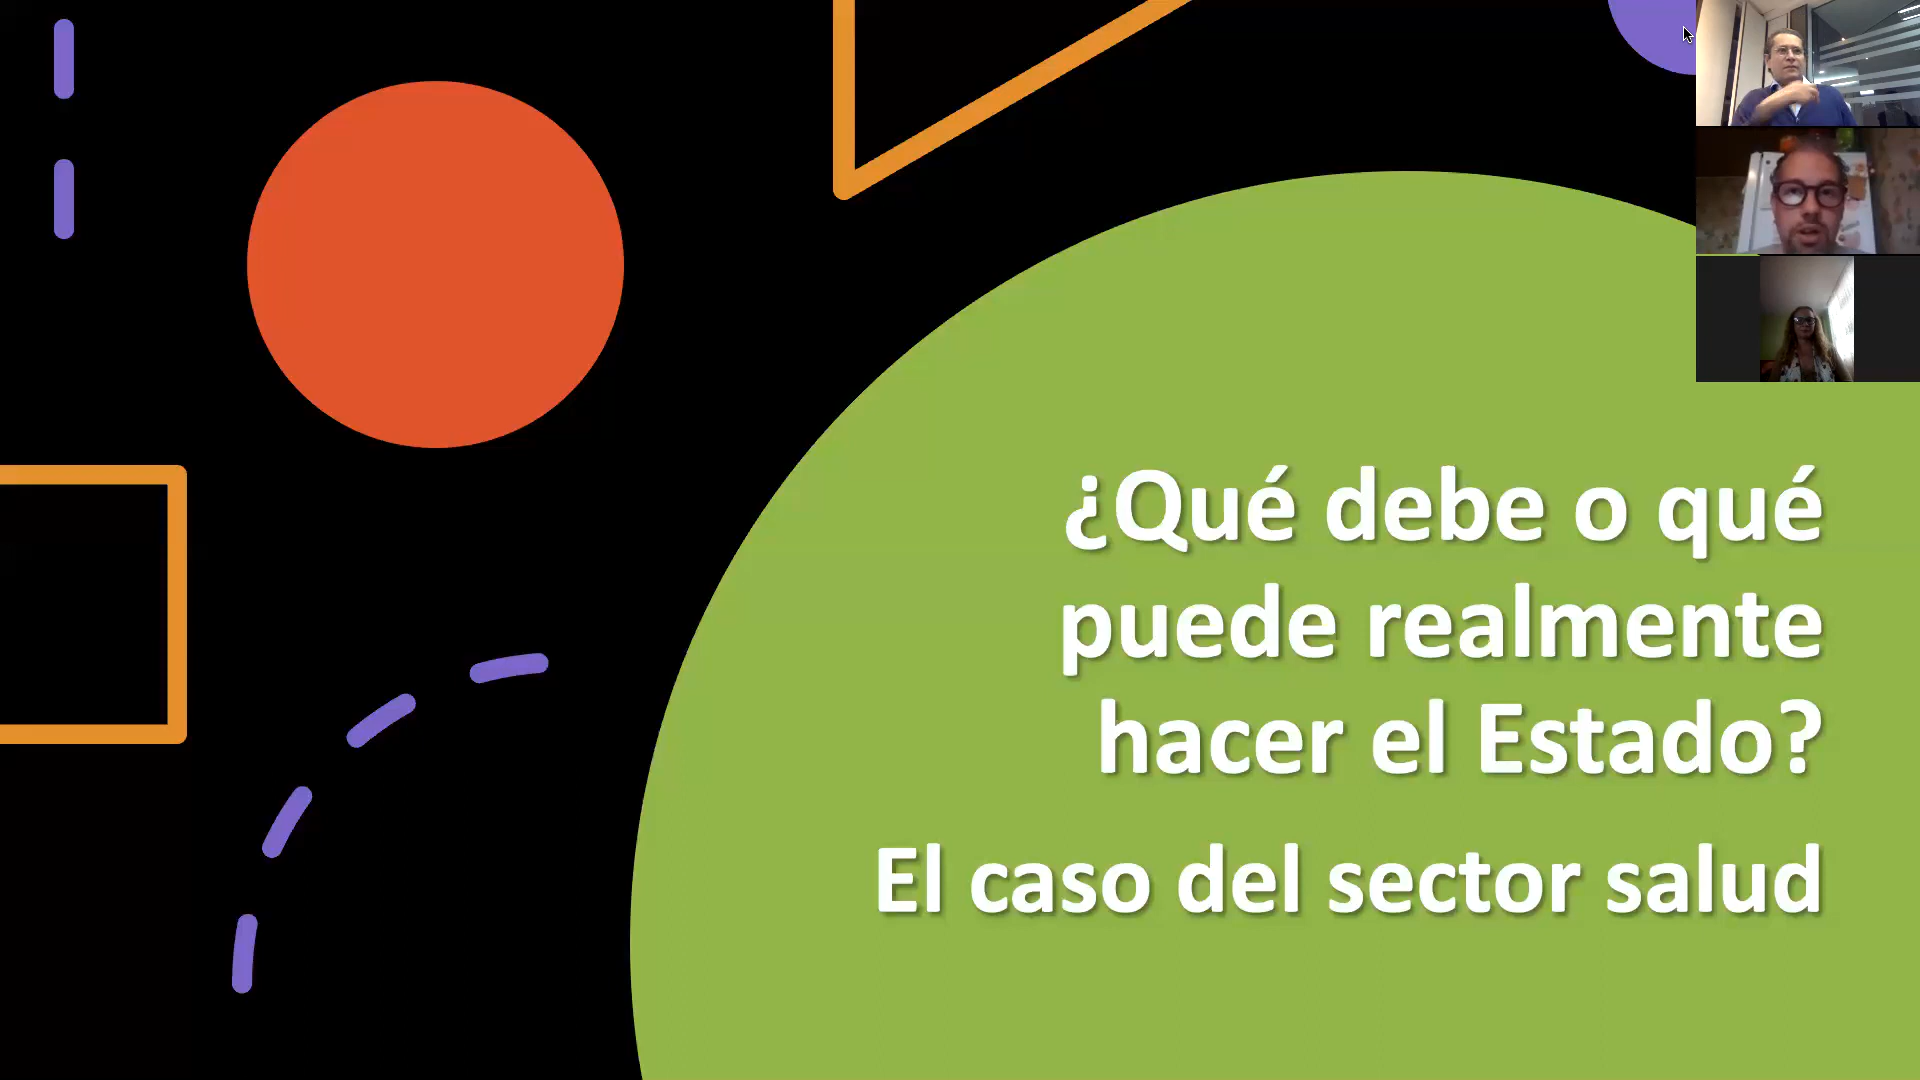 ¿Qué debe o qué
puede realmente
hacer el Estado?
El caso del sector salud